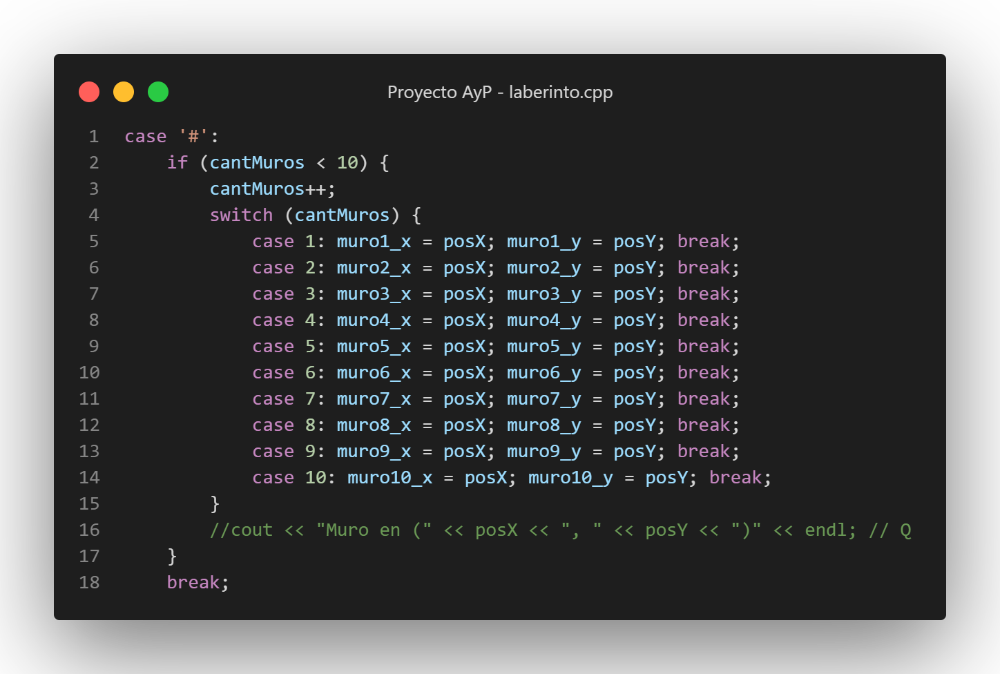 Proyecto AyP - laberinto.cpp
1 case '#':
2     if (cantMuros < 10) {
3         cantMuros++;
4         switch (cantMuros) {
5             case 1: muro1_x = posX; muro1_y = posY; break;
6             case 2: muro2_x = posX; muro2_y = posY; break;
7             case 3: muro3_x = posX; muro3_y = posY; break;
8             case 4: muro4_x = posX; muro4_y = posY; break;
9             case 5: muro5_x = posX; muro5_y = posY; break;
10             case 6: muro6_x = posX; muro6_y = posY; break;
11             case 7: muro7_x = posX; muro7_y = posY; break;
12             case 8: muro8_x = posX; muro8_y = posY; break;
13             case 9: muro9_x = posX; muro9_y = posY; break;
14             case 10: muro10_x = posX; muro10_y = posY; break;
15         }
16         //cout << "Muro en (" << posX << ", " << posY << ")" << endl; // Q
17     }
18     break;